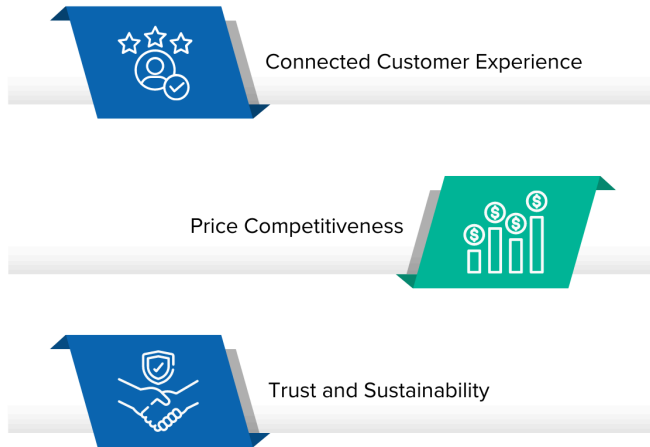 Connected Customer Experience
Price Competitiveness
$
$
$
$
Trust and Sustainability